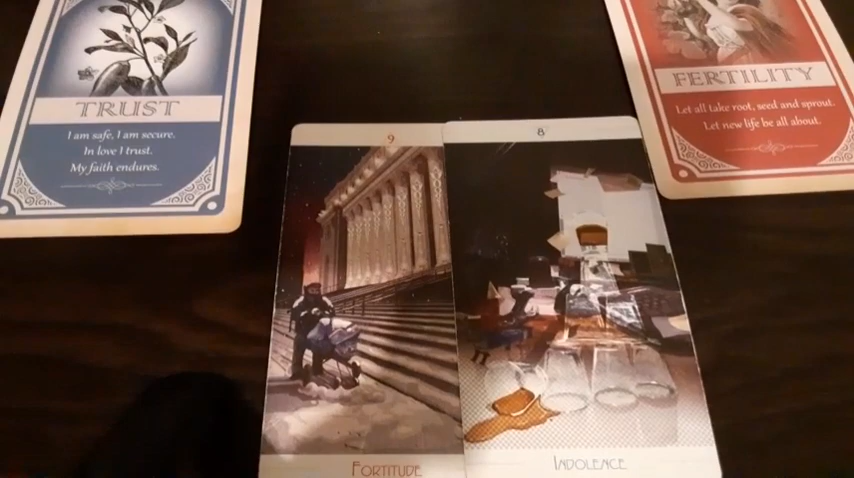 TRUST
I am safe, I am secure.
In love I trust.
My faith endures.
FERTILITY
Let all take root, seed and sprout.
Let new life be all about.
9
FORTITUDE
8
INDOLENCE